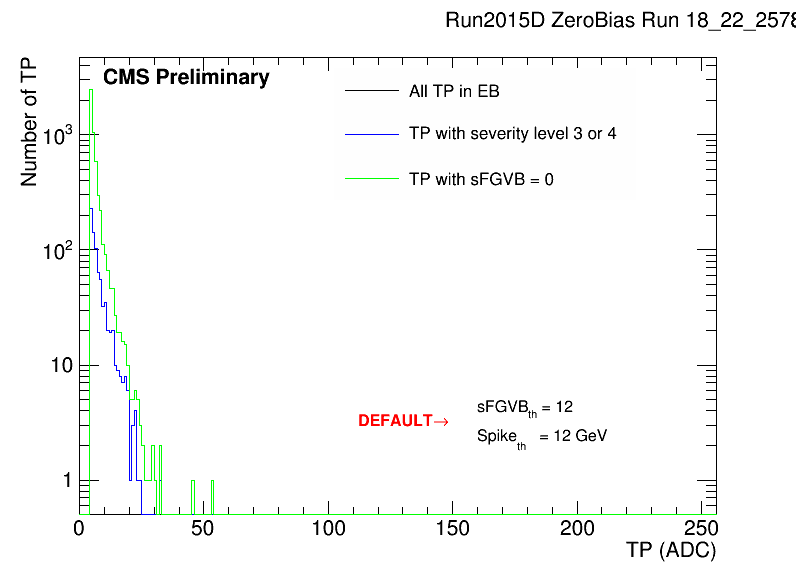 Run2015D ZeroBias Run 18_22_2578
CMS Preliminary
Number of TP
All TP in EB
TP with severity level 3 or 4
TP with sFGVB = 0
10³
10²
10
1
DEFAULT→
sFGVBth = 12
Spiketh = 12 GeV
0 50 100 150 200 250
TP (ADC)